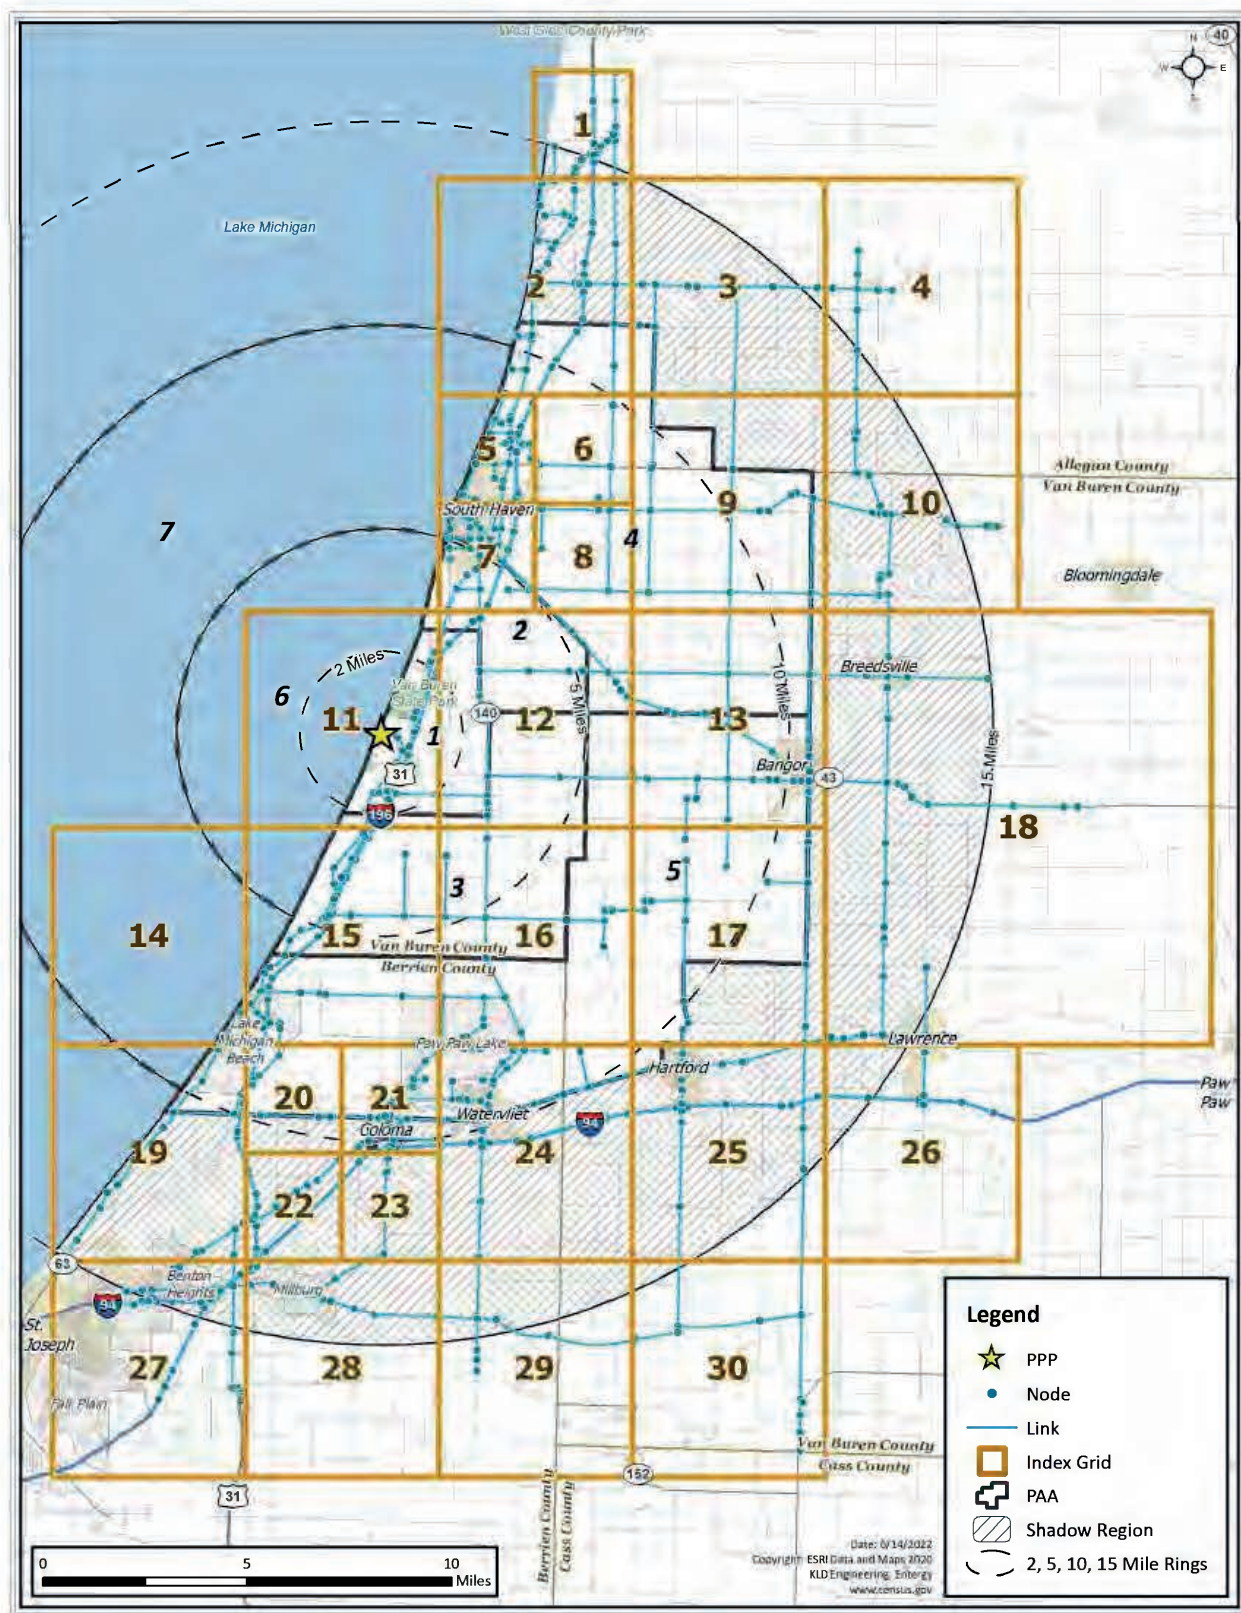 West Side County Park
40
N
W
E
S
1
Lake Michigan
2
3
4
5
6
Allegan County
Van Buren County
7
9
10
South Haven
4
7
8
Bloomingdale
2
2 Miles
Breedsville
6
Van Buren
State Park
5 Miles
10 Miles
11
140
12
13
1
15 Miles
31
Bangor
43
196
18
3
5
14
15
Van Buren County
16
17
Berrien County
Lake
Michigan
Beach
Paw Paw Lake
Lawrence
Hartford
Paw
Paw
20
21
Watervliet
Coloma
94
19
24
25
26
22
23
63
Benton
Heights
Millburg
94
St.
Joseph
27
28
29
30
Fair Plain
Van Buren County
Cass County
152
31
Berrien County
Cass County
Legend
PPP
Node
Link
Index Grid
PAA
Shadow Region
2, 5, 10, 15 Mile Rings
0 5 10
Miles
Date: 6/14/2022
Copyright: ESRI Data and Maps 2020
KLD Engineering, Entergy
www.census.gov